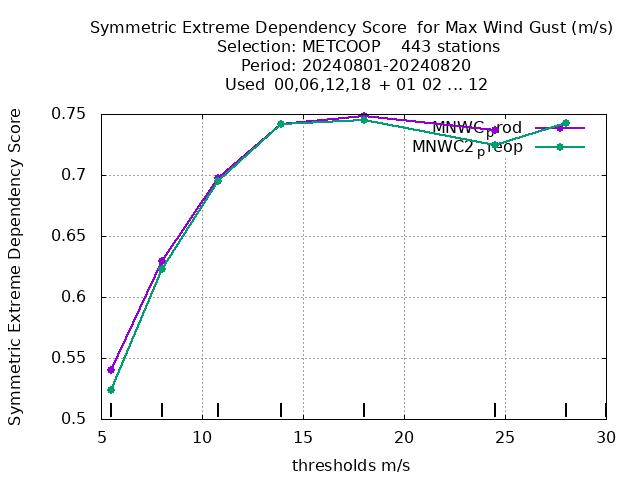 Symmetric Extreme Dependency Score for Max Wind Gust (m/s)
Selection: METCOOP 443 stations
Period: 20240801-20240820
Used 00,06,12,18 + 01 02 ... 12
Symmetric Extreme Dependency Score
0.75
0.7
0.65
0.6
0.55
0.5
MNWCprod
MNWC2preop
5 10 15 20 25 30
thresholds m/s